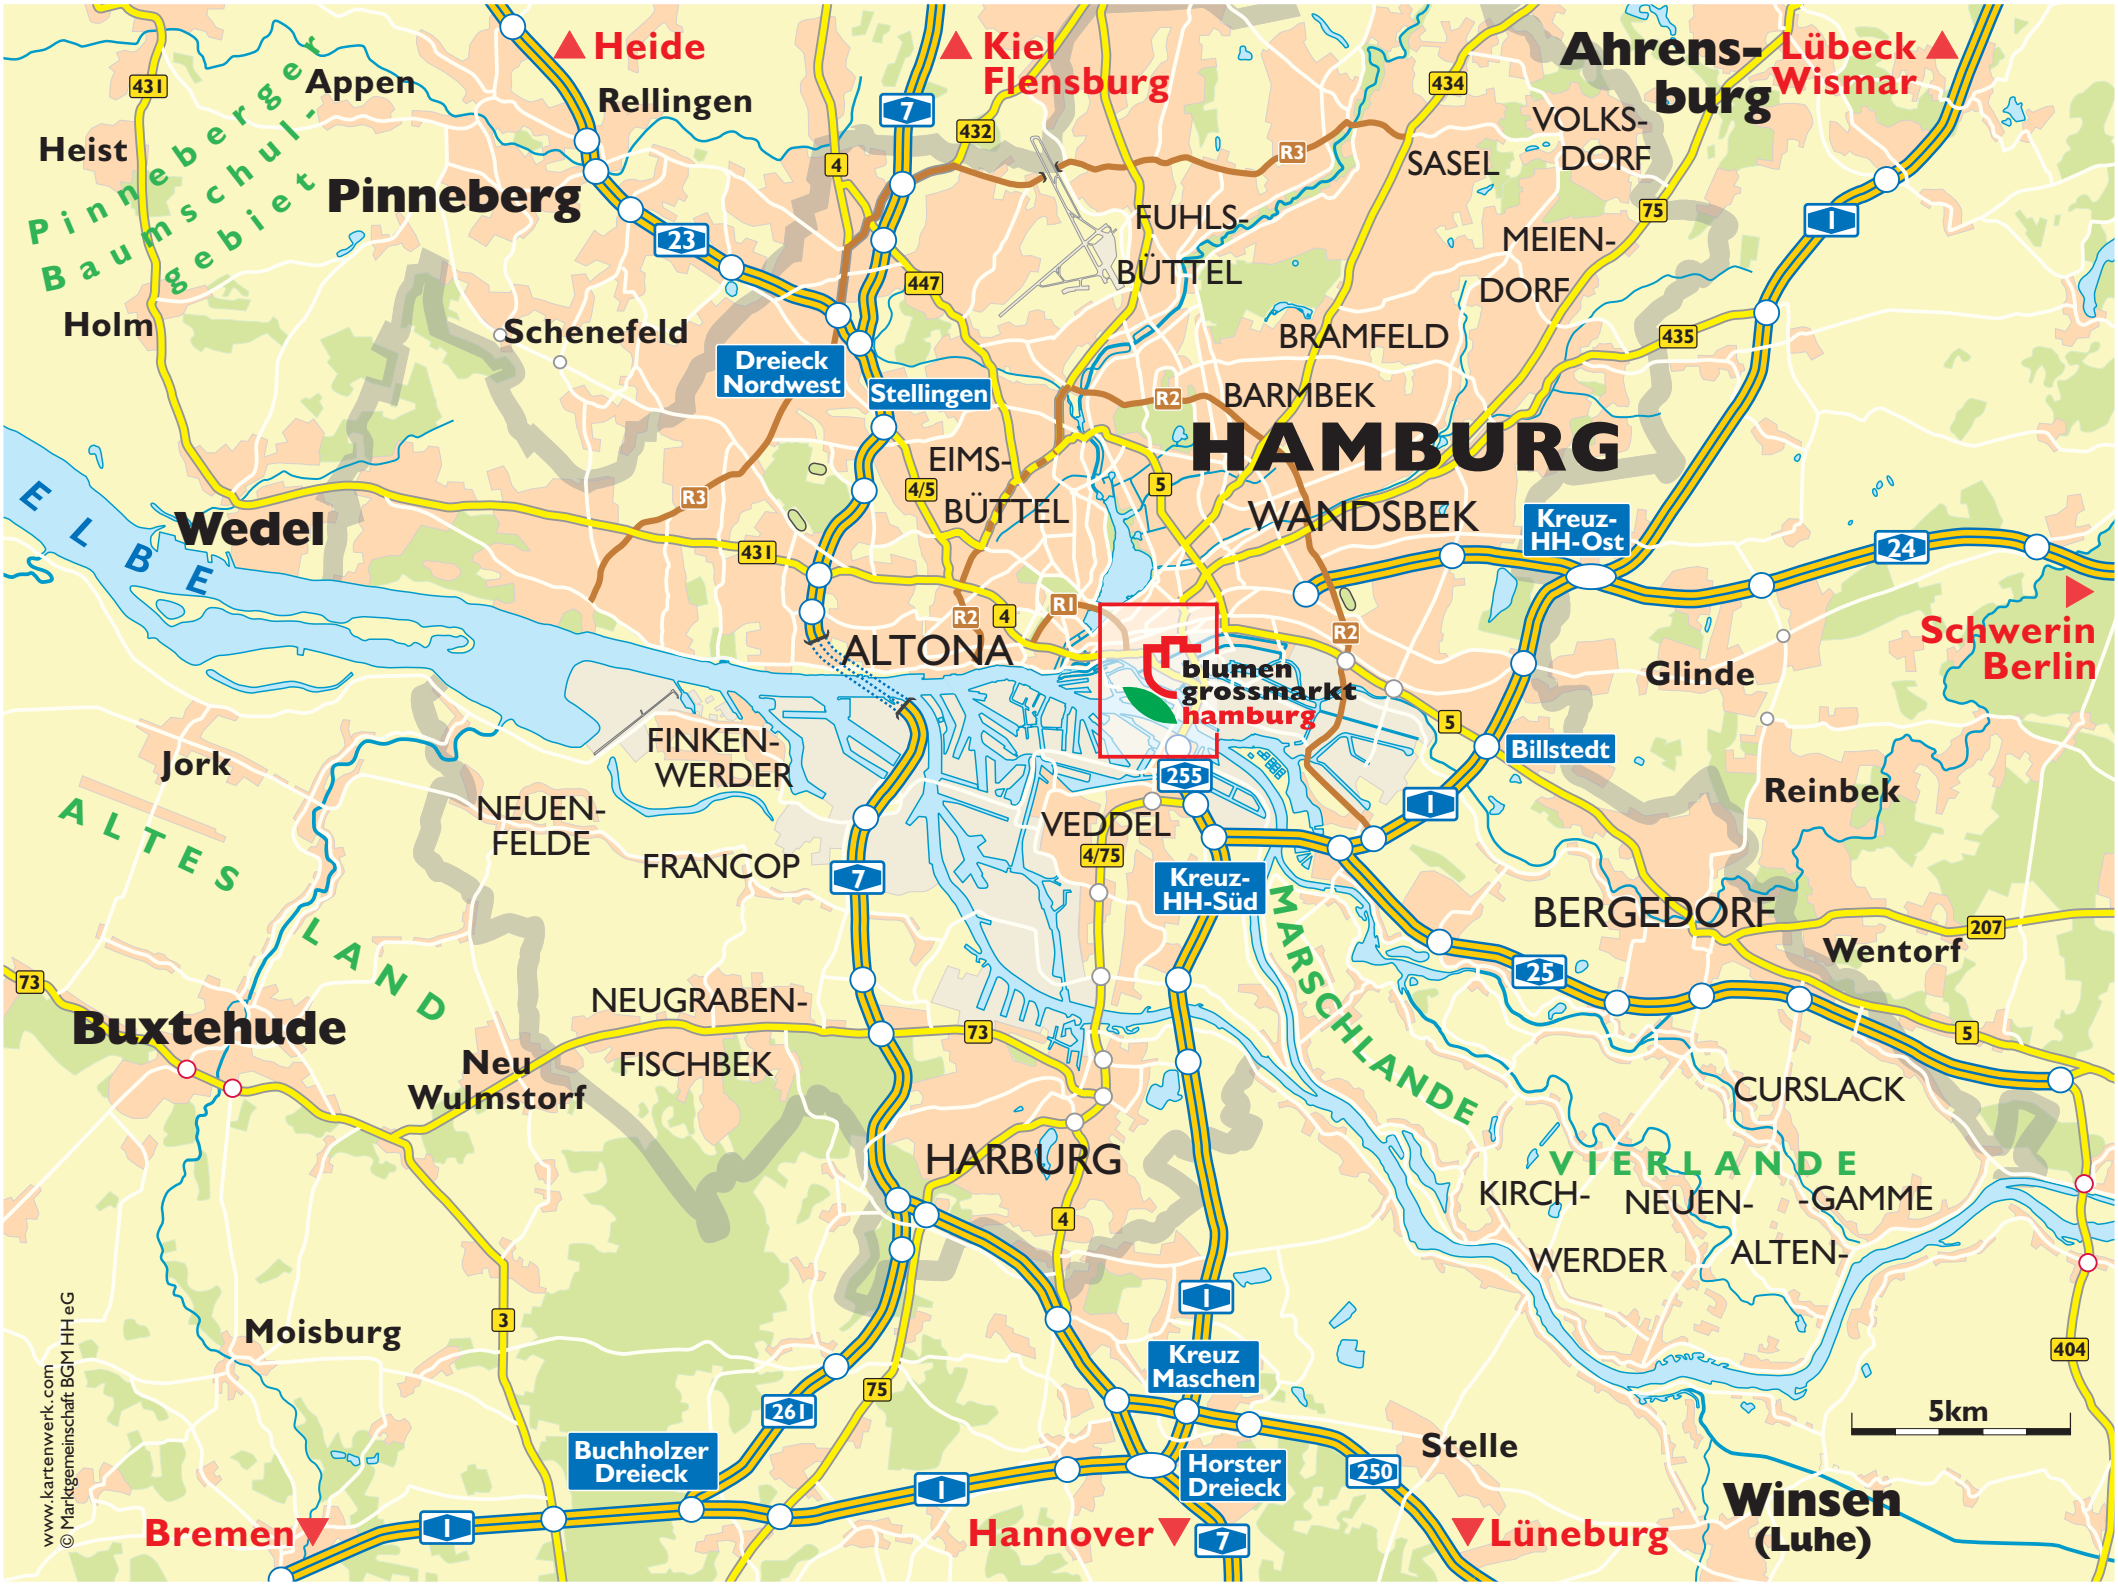 Heide
Kiel
Flensburg
Ahrens-
burg
Lübeck
Wismar
Appen
Rellingen
431
7
432
434
VOLKS-
DORF
Heist
Pinneberger
Baumschul-
gebiet
Pinneberg
4
R3
SASEL
75
1
23
FUHLS-
BÜTTEL
MEIEN-
DORF
447
Holm
Schenefeld
BRAMFELD
435
Dreieck
Nordwest
Stellingen
R2
BARMBEK
HAMBURG
EIMS-
BÜTTEL
4/5
5
R3
WANDSBEK
Kreuz-
HH-Ost
24
ELBE
Wedel
431
R2
4
R1
R2
Schwerin
Berlin
ALTONA
blumen
grossmarkt
hamburg
Glinde
5
Billstedt
FINKEN-
WERDER
Jork
255
1
Reinbek
NEUEN-
FELDE
VEDDEL
4/75
FRANCOP
7
Kreuz-
HH-Süd
ALTES
LAND
MARSCHLANDE
BERGEDORF
207
Wentorf
25
73
NEUGRABEN-
FISCHBEK
73
5
Buxtehude
Neu
Wulmstorf
CURSLACK
HARBURG
VIERLANDE
KIRCH-
WERDER
NEUEN-
-GAMME
ALTEN-
4
1
3
Moisburg
404
Kreuz
Maschen
75
261
5km
Buchholzer
Dreieck
Stelle
Horster
Dreieck
250
1
Winsen
(Luhe)
Bremen
1
Hannover
7
Lüneburg
www.kartenwerk.com
© Marktgemeinschaft BGM HH eG